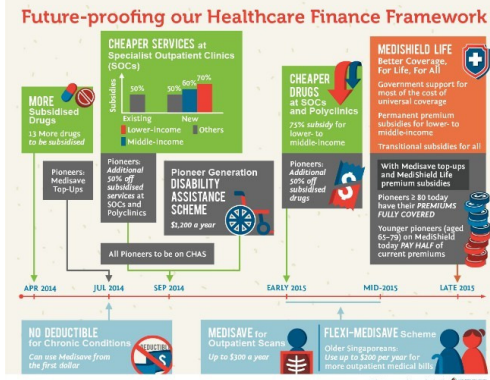 Future-proofing our Healthcare Finance Framework
MORE
Subsidised
Drugs
13 More drugs
to be subsidised
CHEAPER SERVICES at
Specialist Outpatient Clinics
(SOCs)
Subsidies
50%
50%
60%
70%
Existing
New
Lower-income
Others
Middle-income
CHEAPER
DRUGS
at SOCs
and Polyclinics
75% subsidy for
lower- to
middle-income
MEDISHIELD LIFE
Better Coverage,
For Life, For All
Government support for
most of the cost of
universal coverage
Permanent premium
subsidies for lower- to
middle-income
Transitional subsidies for all
Pioneers:
Medisave
Top-Ups
Pioneers:
Additional
50% off
subsidised
services at
SOCs and
Polyclinics
Pioneer Generation
DISABILITY
ASSISTANCE
SCHEME
$1,200 a year
Pioneers:
Additional
50% off
subsidised
drugs
With Medisave top-ups
and MediShield Life
premium subsidies
Pioneers ≥ 80 today
have their PREMIUMS
FULLY COVERED
Younger pioneers (aged
65-79) on MediShield
today PAY HALF of
current premiums
All Pioneers to be on CHAS
APR 2014
JUL 2014
SEP 2014
EARLY 2015
MID-2015
LATE 2015
NO DEDUCTIBLE
for Chronic Conditions
Can use Medisave from
the first dollar
DEDUCTIBLE
$
MEDISAVE for
Outpatient Scans
Up to $300 a year
FLEXI-MEDISAVE Scheme
Older Singaporeans:
Use up to $200 per year for
more outpatient medical bills